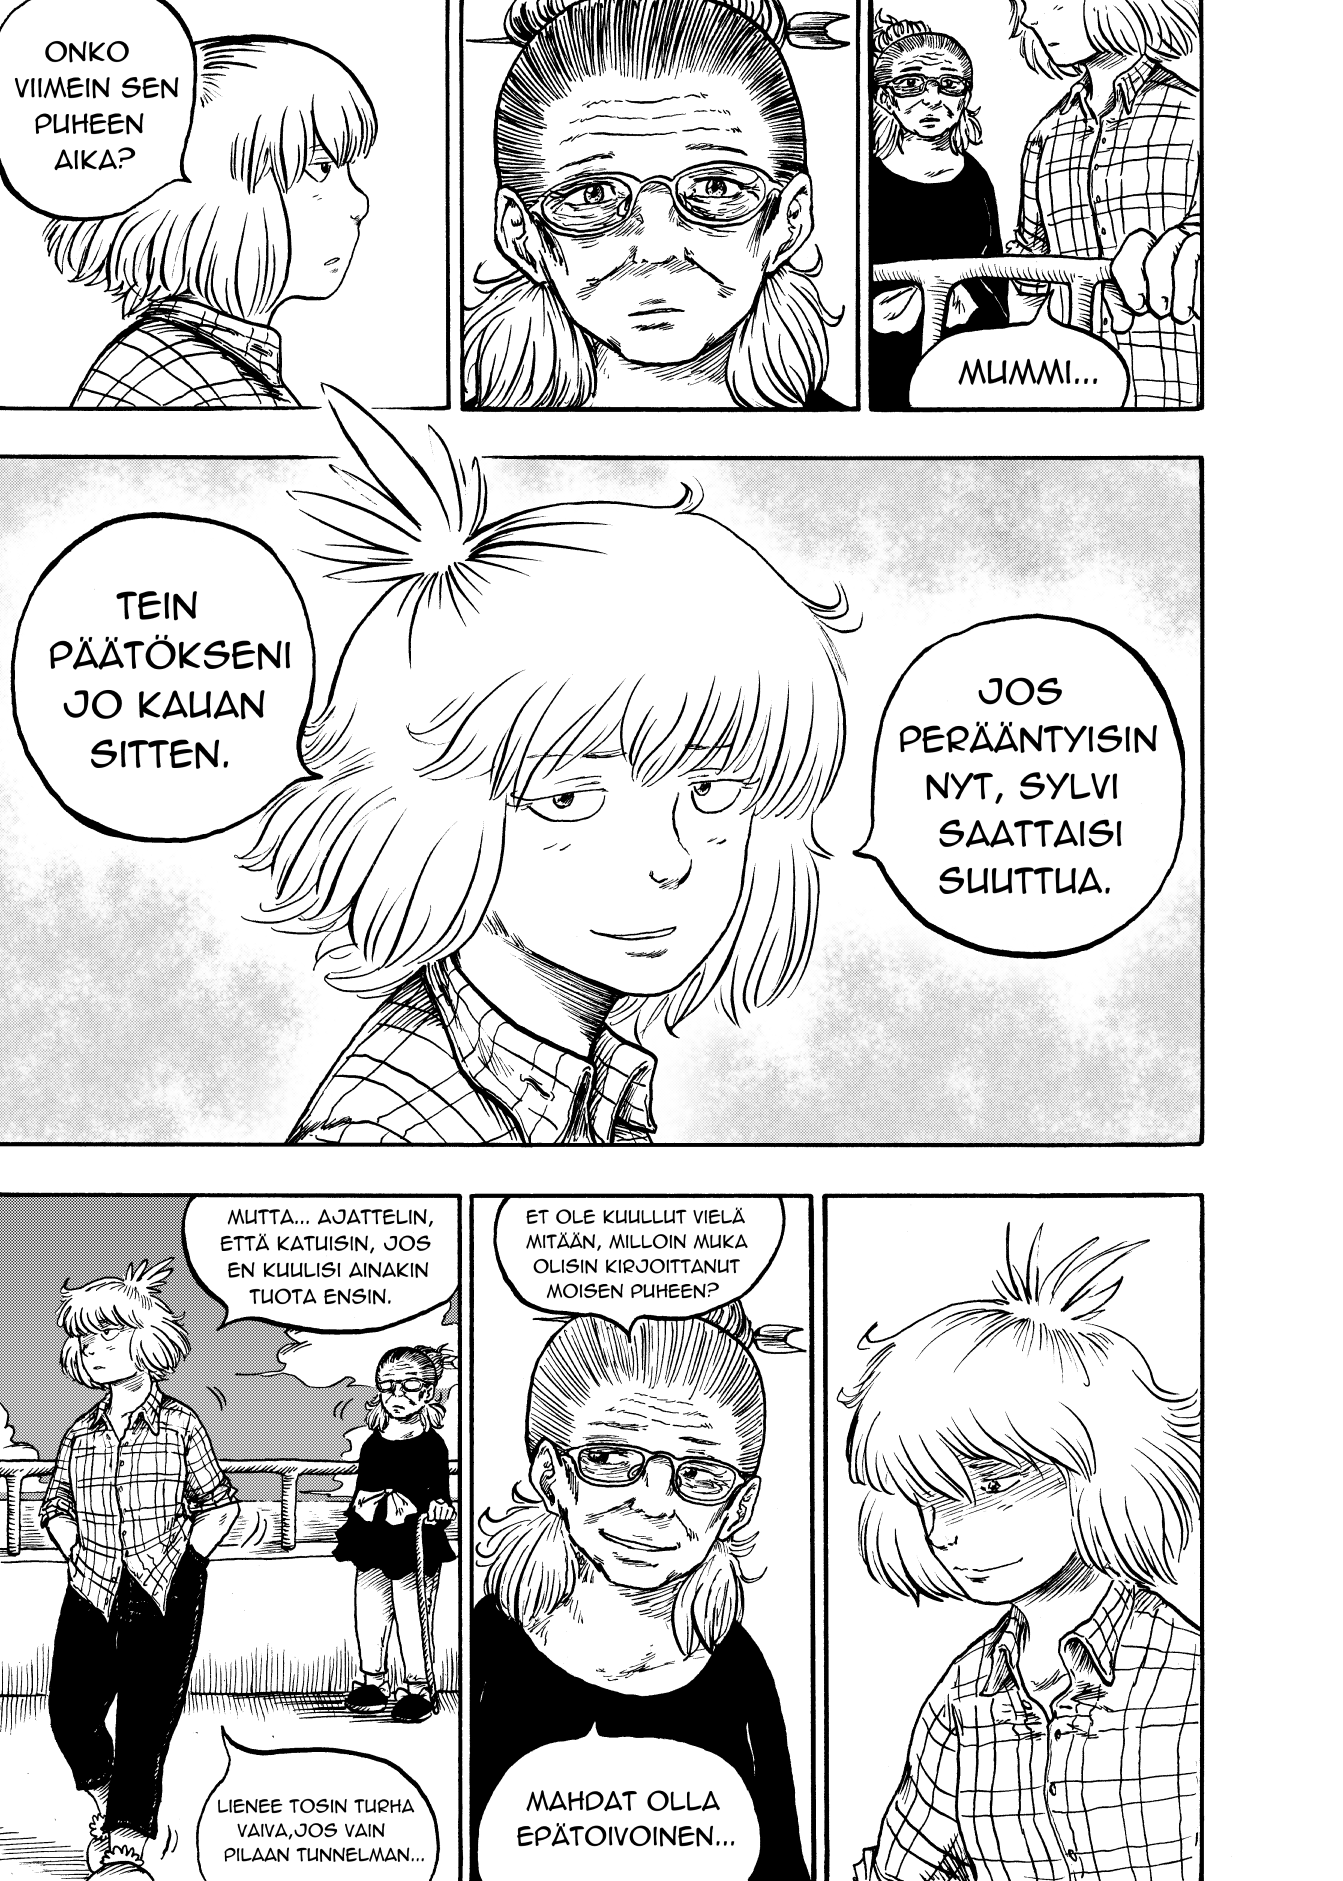 ONKO
VIIMEIN SEN
PUHEEN
AIKA?
MUMMI...
TEIN
PÄÄTÖKSENI
JO KAUAN
SITTEN.
JOS
PERÄÄNTYISIN
NYT, SYLVI
SAATTAISI
SUUTTUA.
MUTTA... AJATTELIN,
ETTÄ KATUISIN, JOS
EN KUULISI AINAKIN
TUOTA ENSIN.
LIENEE TOSIN TURHA
VAIVA,JOS VAIN
PILAAN TUNNELMAN...
ET OLE KUULLUT VIELÄ
MITÄÄN, MILLOIN MUKA
OLISIN KIRJOITTANUT
MOISEN PUHEEN?
MAHDAT OLLA
EPÄTOIVOINEN...